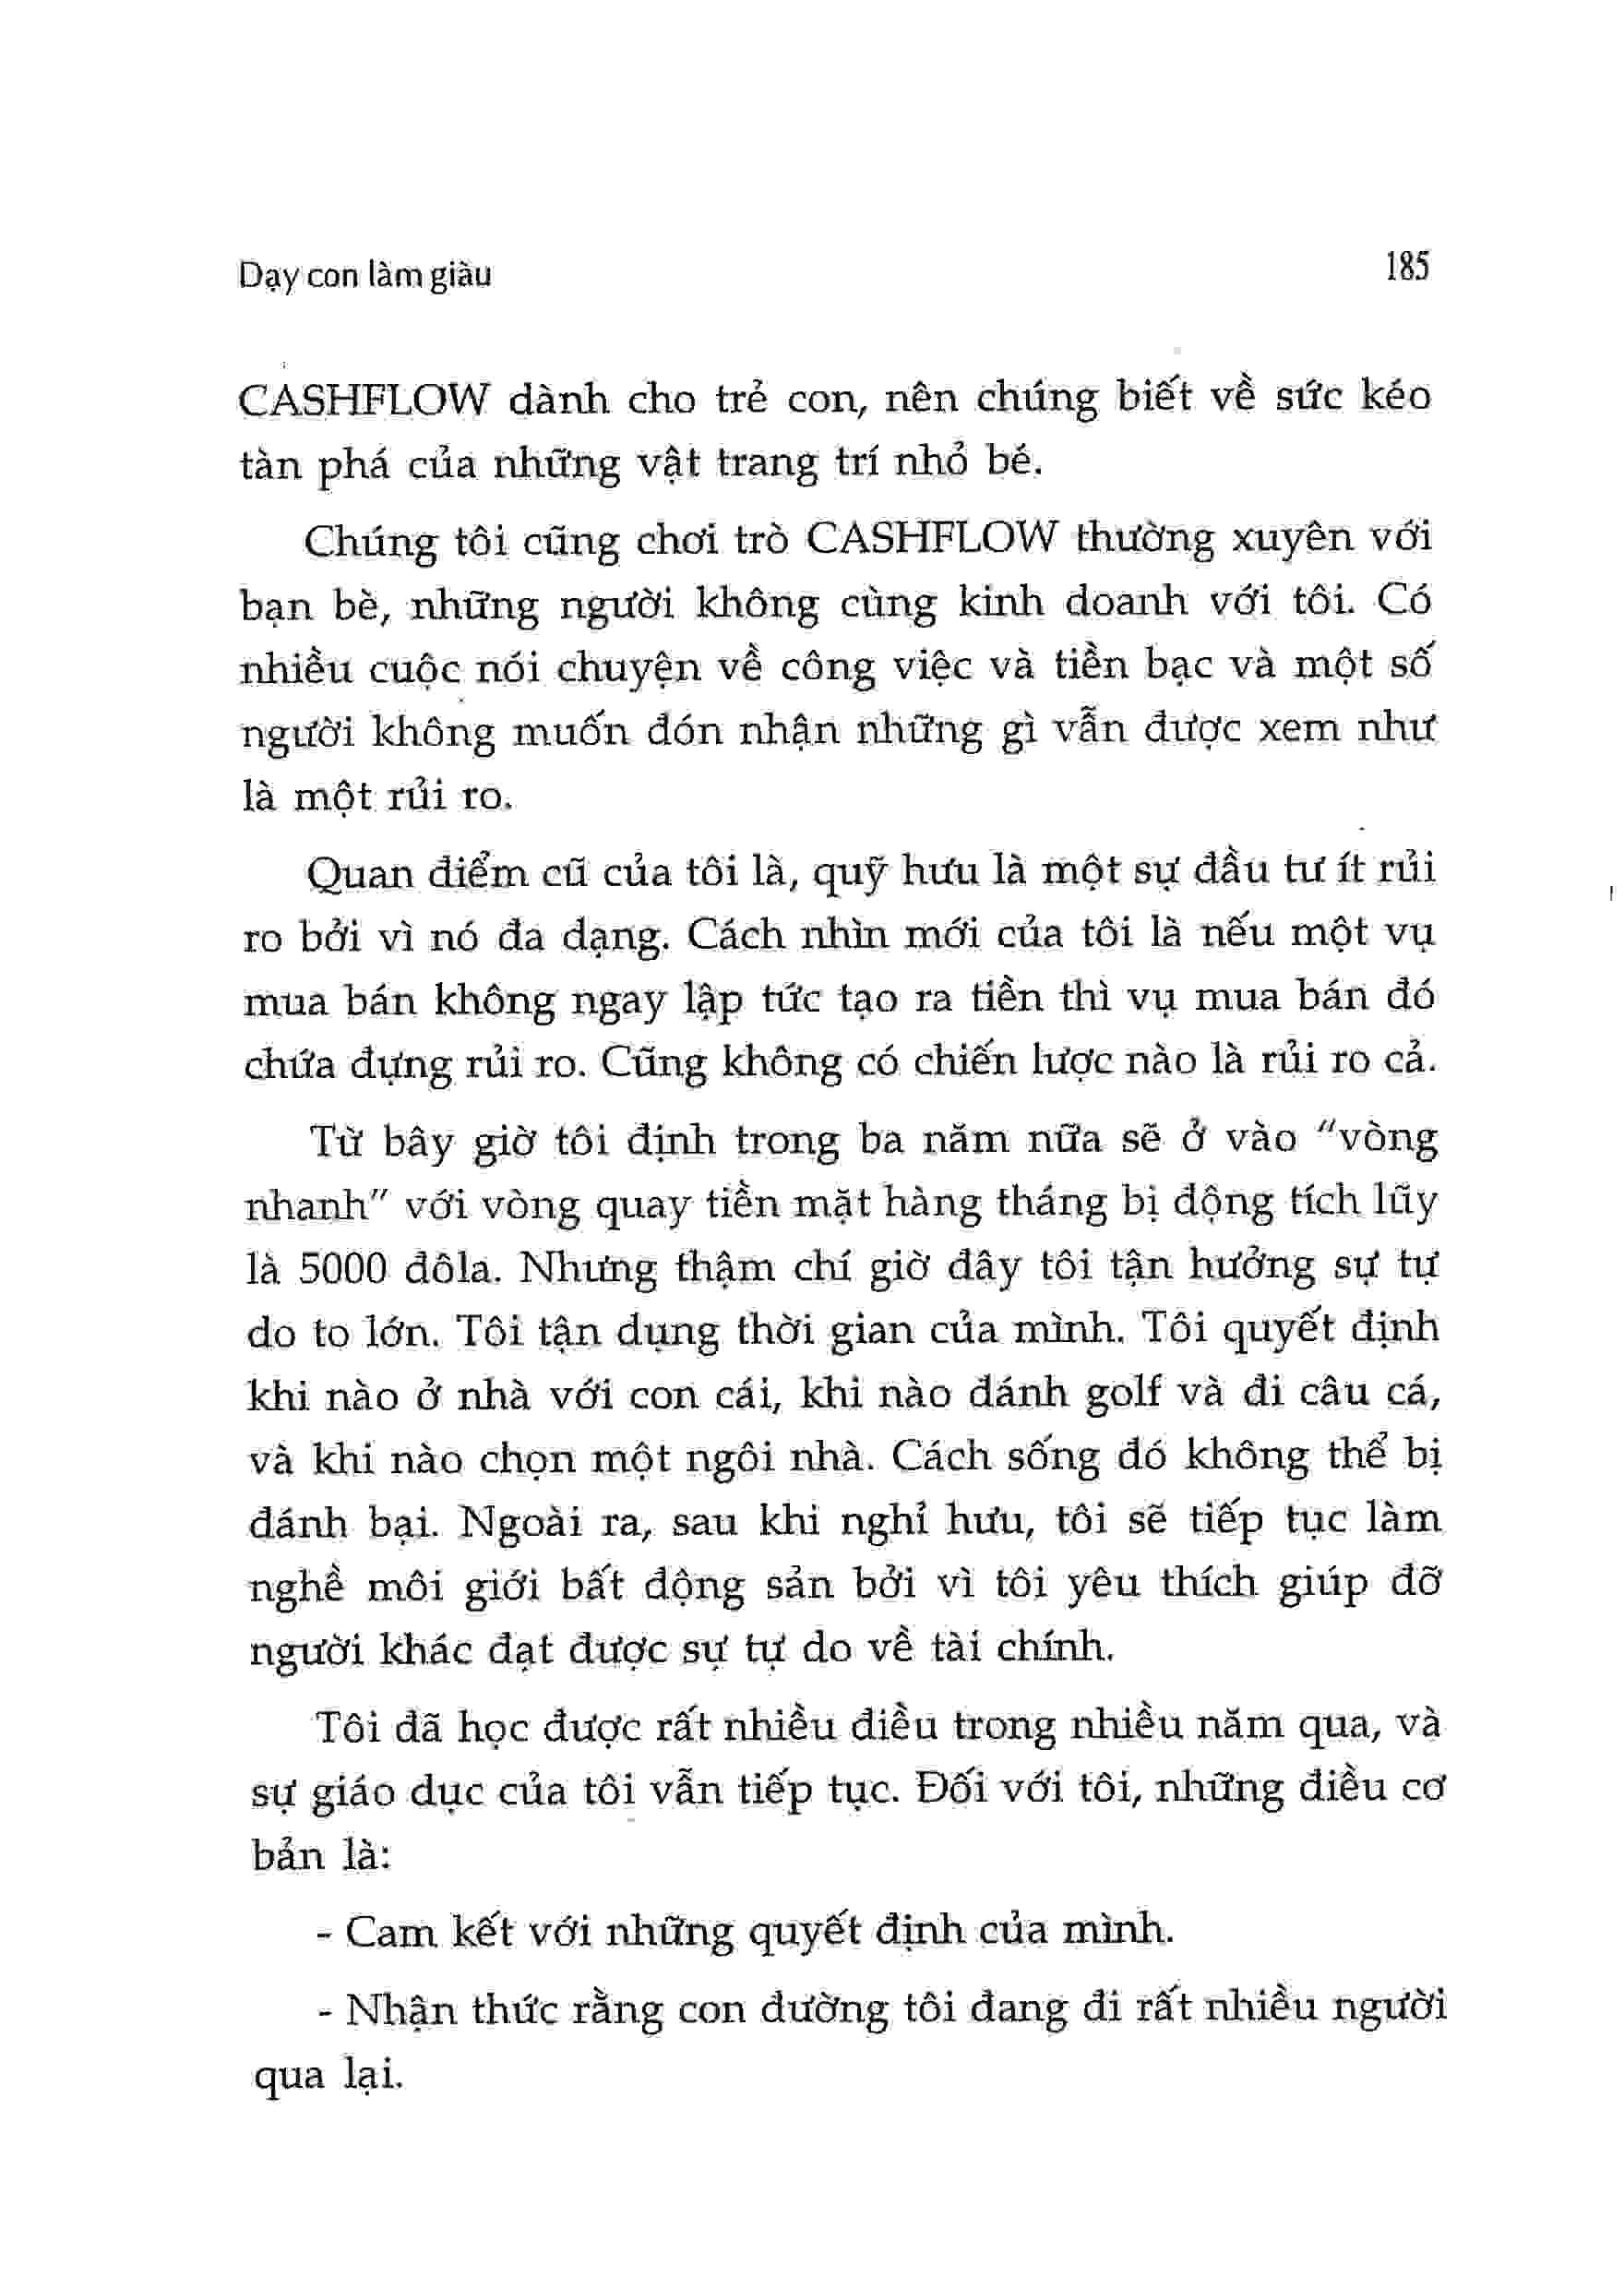 Dạy con làm giàu
185
CASHFLOW dành cho trẻ con, nên chúng biết về sức kéo
tàn phá của những vật trang trí nhỏ bé.
Chúng tôi cũng chơi trò CASHFLOW thường xuyên với
bạn bè, những người không cùng kinh doanh với tôi. Có
nhiều cuộc nói chuyện về công việc và tiền bạc và một số
người không muốn đón nhận những gì vẫn được xem như
là một rủi ro.
Quan điểm cũ của tôi là, quỹ hưu là một sự đầu tư ít rủi
ro bởi vì nó đa dạng. Cách nhìn mới của tôi là nếu một vụ
mua bán không ngay lập tức tạo ra tiền thì vụ mua bán đó
chứa đựng rủi ro. Cũng không có chiến lược nào là rủi ro cả.
Từ bây giờ tôi định trong ba năm nữa sẽ ở vào "vòng
nhanh" với vòng quay tiền mặt hàng tháng bị động tích lũy
là 5000 đôla. Nhưng thậm chí giờ đây tôi tận hưởng sự tự
do to lớn. Tôi tận dụng thời gian của mình. Tôi quyết định
khi nào ở nhà với con cái, khi nào đánh golf và đi câu cá,
và khi nào chọn một ngôi nhà. Cách sống đó không thể bị
đánh bại. Ngoài ra, sau khi nghỉ hưu, tôi sẽ tiếp tục làm
nghề môi giới bất động sản bởi vì tôi yêu thích giúp đỡ
người khác đạt được sự tự do về tài chính.
Tôi đã học được rất nhiều điều trong nhiều năm qua, và
sự giáo dục của tôi vẫn tiếp tục. Đối với tôi, những điều cơ
bản là:
- Cam kết với những quyết định của mình.
- Nhận thức rằng con đường tôi đang đi rất nhiều người
qua lại.